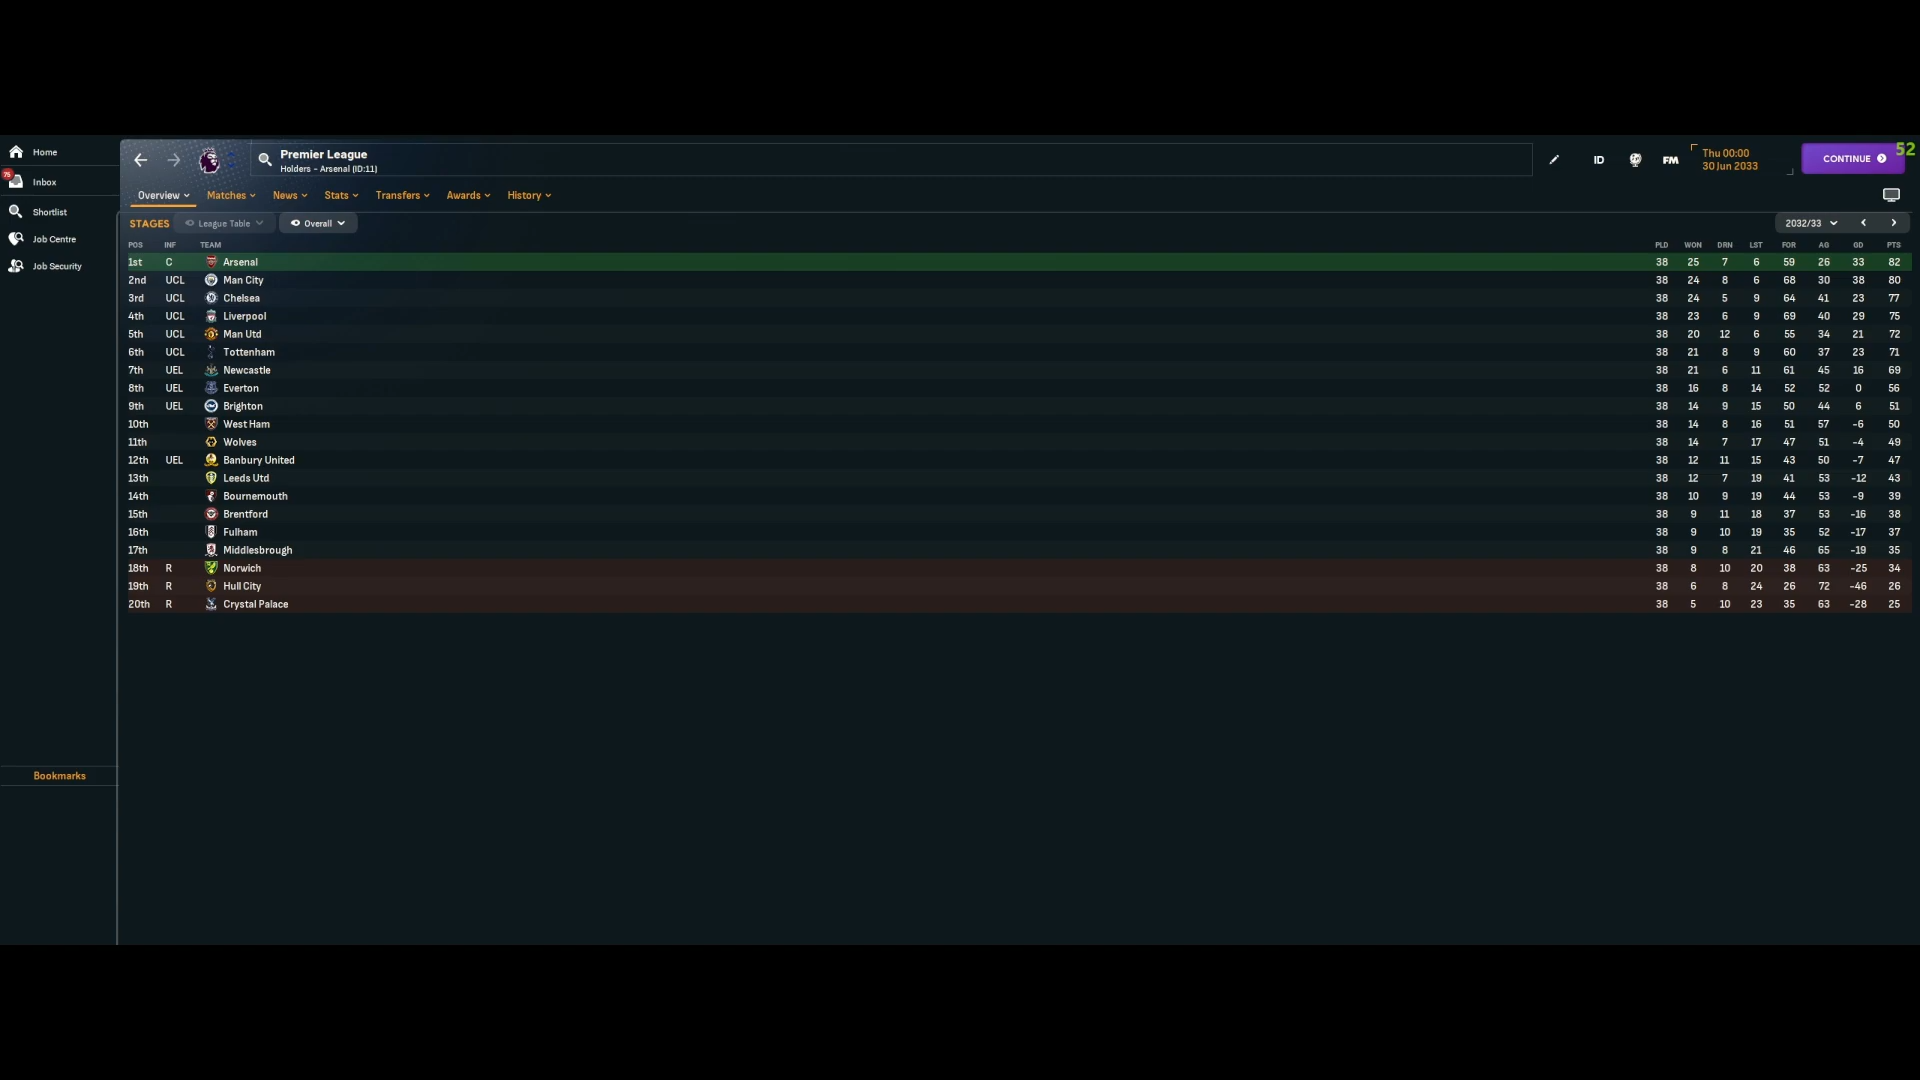 Home
75
Inbox
Shortlist
Job Centre
Job Security
Bookmarks
Premier League
Holders - Arsenal (ID:11)
ID
FM
Thu 00:00
30 Jun 2033
CONTINUE
52
Overview Matches News Stats Transfers Awards History
STAGES League Table Overall 2032/33
POS INF TEAM PLD WON DRN LST FOR AG GD PTS
1st C Arsenal 38 25 7 6 59 26 33 82
2nd UCL Man City 38 24 8 6 68 30 38 80
3rd UCL Chelsea 38 24 5 9 64 41 23 77
4th UCL Liverpool 38 23 6 9 69 40 29 75
5th UCL Man Utd 38 20 12 6 55 34 21 72
6th UCL Tottenham 38 21 8 9 60 37 23 71
7th UEL Newcastle 38 21 6 11 61 45 16 69
8th UEL Everton 38 16 8 14 52 52 0 56
9th UEL Brighton 38 14 9 15 50 44 6 51
10th West Ham 38 14 8 16 51 57 -6 50
11th Wolves 38 14 7 17 47 51 -4 49
12th UEL Banbury United 38 12 11 15 43 50 -7 47
13th Leeds Utd 38 12 7 19 41 53 -12 43
14th Bournemouth 38 10 9 19 44 53 -9 39
15th Brentford 38 9 11 18 37 53 -16 38
16th Fulham 38 9 10 19 35 52 -17 37
17th Middlesbrough 38 9 8 21 46 65 -19 35
18th R Norwich 38 8 10 20 38 63 -25 34
19th R Hull City 38 6 8 24 26 72 -46 26
20th R Crystal Palace 38 5 10 23 35 63 -28 25